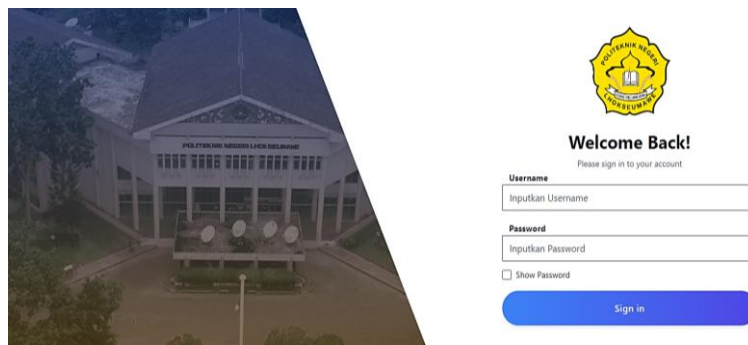 POLITEKNIK NEGERI LHOKSEUMAWE
POLITEKNIK NEGERI
LHOKSEUMAWE
Welcome Back!
Please sign in to your account
Username
Inputkan Username
Password
Inputkan Password
Show Password
Sign in